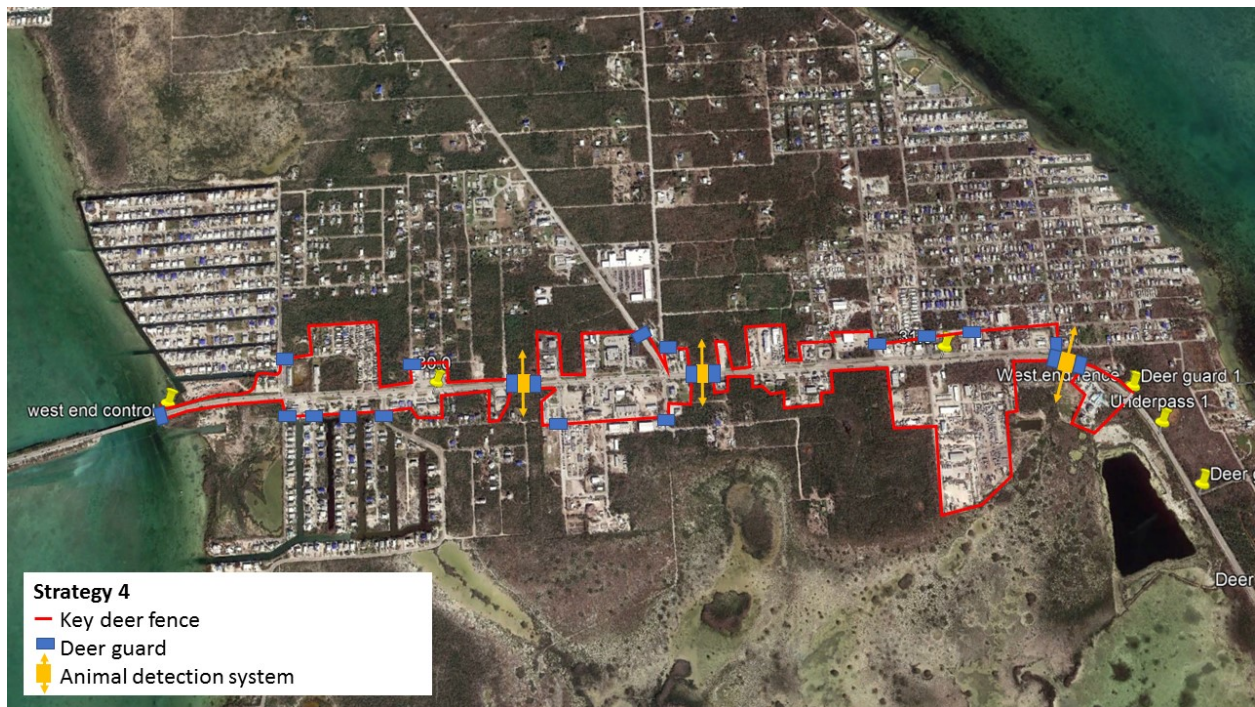 30.0
31
west end control
West end fence
Deer guard 1
Underpass 1
Deer
Deer
Strategy 4
Key deer fence
Deer guard
Animal detection system